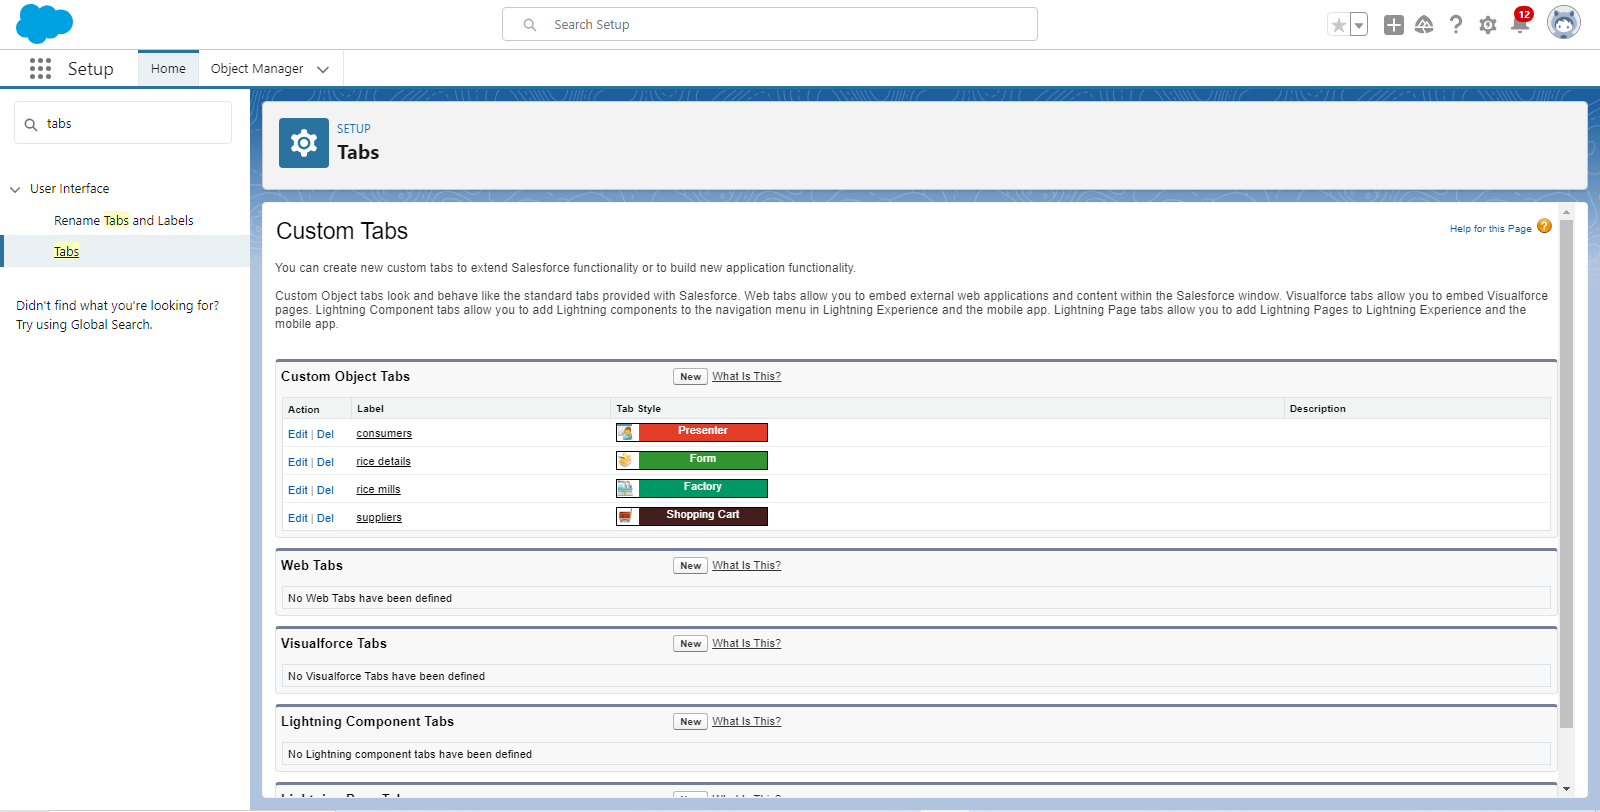 Search Setup
12
Setup
Home
Object Manager
tabs
User Interface
Rename Tabs and Labels
Tabs
Didn't find what you're looking for?
Try using Global Search.
SETUP
Tabs
Custom Tabs
Help for this Page
You can create new custom tabs to extend Salesforce functionality or to build new application functionality.
Custom Object tabs look and behave like the standard tabs provided with Salesforce. Web tabs allow you to embed external web applications and content within the Salesforce window. Visualforce tabs allow you to embed Visualforce
pages. Lightning Component tabs allow you to add Lightning components to the navigation menu in Lightning Experience and the mobile app. Lightning Page tabs allow you to add Lightning Pages to Lightning Experience and the
mobile app.
Custom Object Tabs New What Is This?
Action Label Tab Style Description
Edit | Del consumers Presenter
Edit | Del rice details Form
Edit | Del rice mills Factory
Edit | Del suppliers Shopping Cart
Web Tabs New What Is This?
No Web Tabs have been defined
Visualforce Tabs New What Is This?
No Visualforce Tabs have been defined
Lightning Component Tabs New What Is This?
No Lightning component tabs have been defined